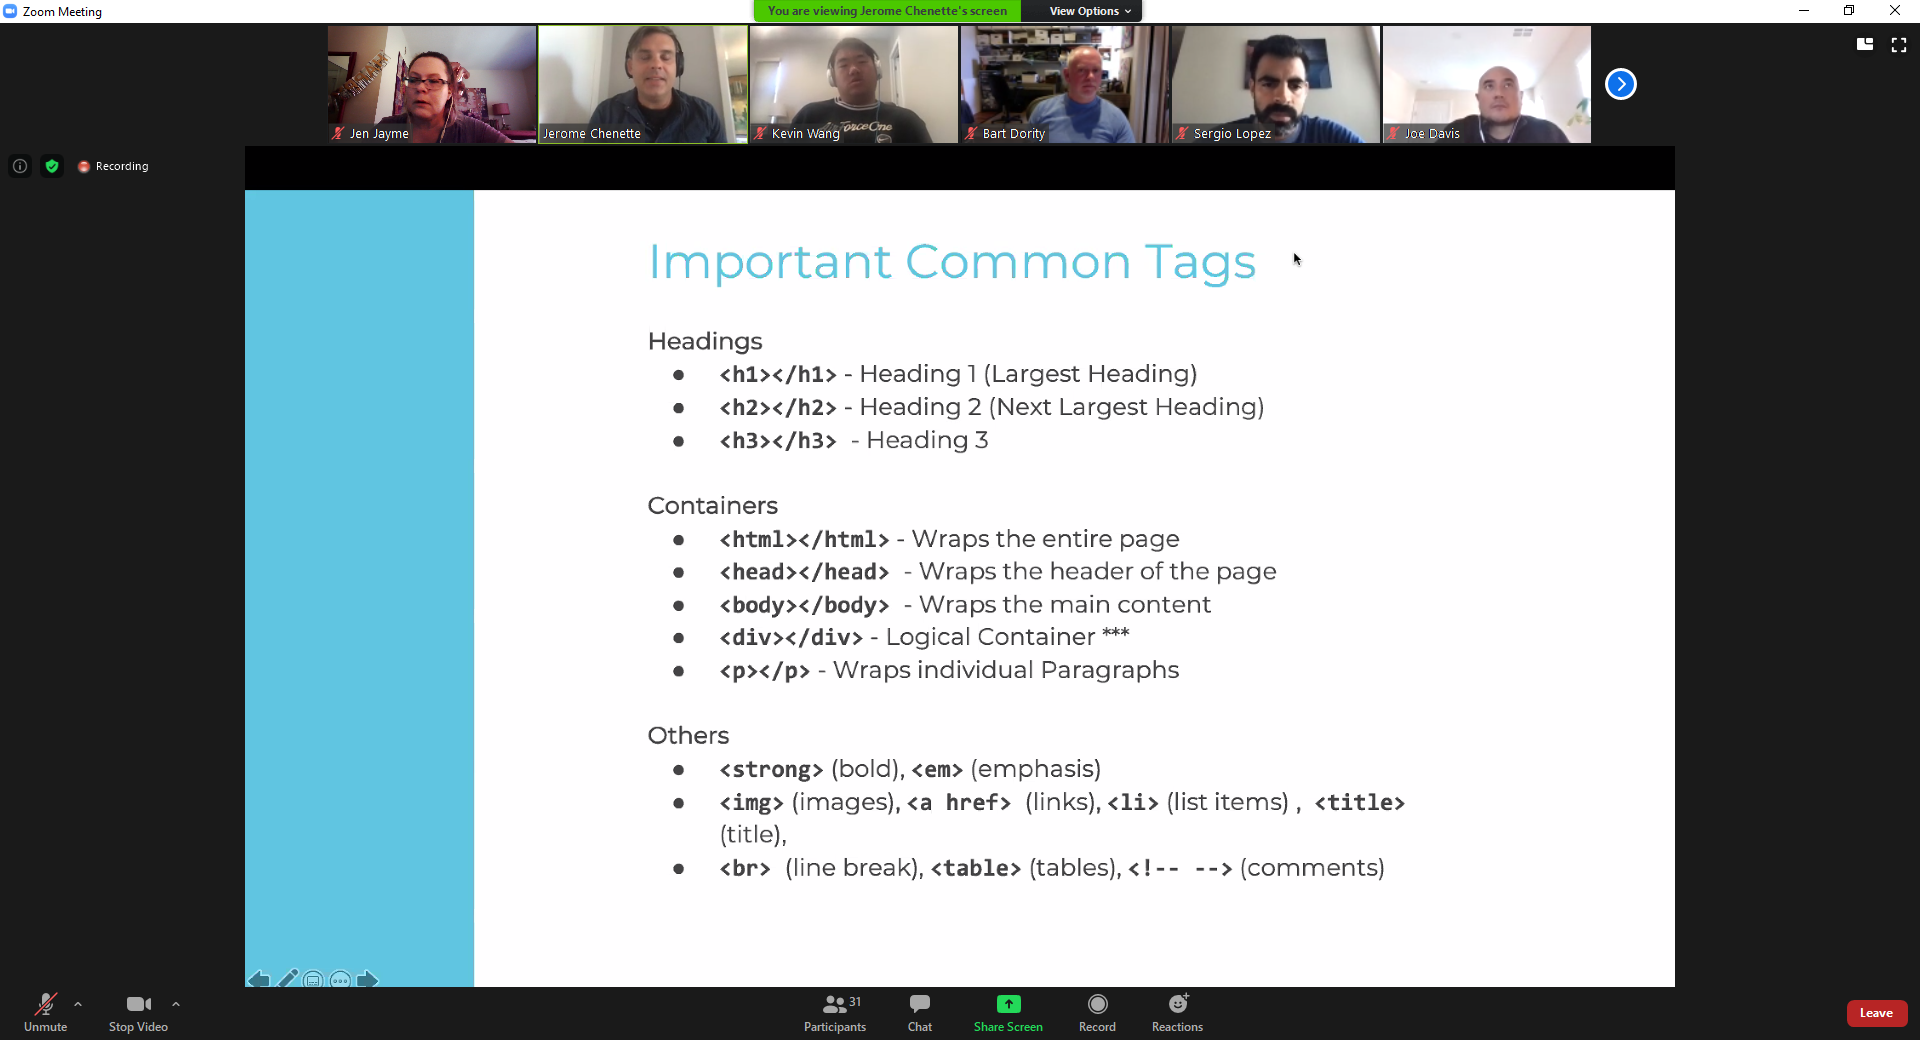 Zoom Meeting
You are viewing Jerome Chenette's screen View Options
Jen Jayme
Jerome Chenette
Kevin Wang
Bart Dority
Sergio Lopez
Joe Davis
Recording
Important Common Tags
Headings
● <h1></h1> - Heading 1 (Largest Heading)
● <h2></h2> - Heading 2 (Next Largest Heading)
● <h3></h3> - Heading 3
Containers
● <html></html> - Wraps the entire page
● <head></head> - Wraps the header of the page
● <body></body> - Wraps the main content
● <div></div> - Logical Container ***
● <p></p> - Wraps individual Paragraphs
Others
● <strong> (bold), <em> (emphasis)
● <img> (images), <a href> (links), <li> (list items) , <title>
(title),
● <br> (line break), <table> (tables), <!-- --> (comments)
Unmute
Stop Video
Participants 31
Chat
Share Screen
Record
Reactions
Leave